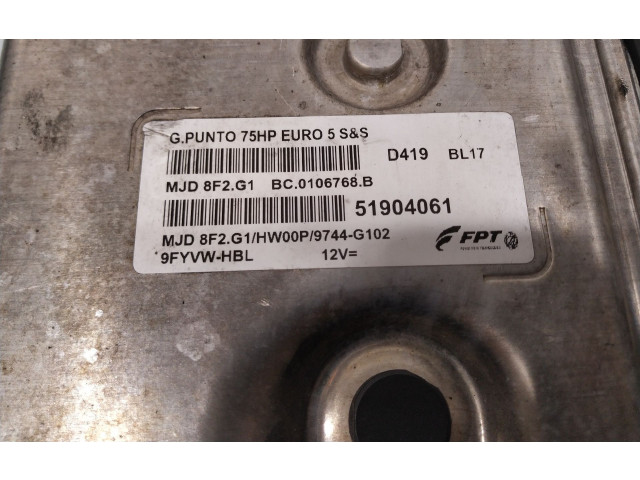 G.PUNTO 75HP EURO 5 S&S
D419 BL17
MJD 8F2.G1 BC.0106768.B
51904061
MJD 8F2.G1/HW00P/9744-G102
9FYVW-HBL 12V=
FPT